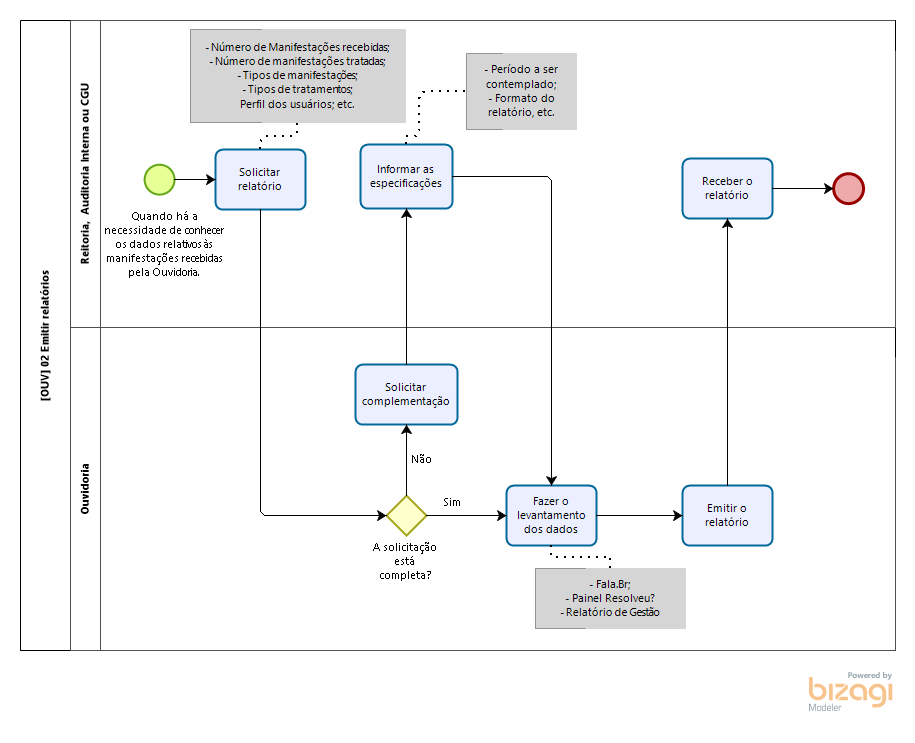 [OUV] 02 Emitir relatórios
Reitoria, Auditoria Interna ou CGU
- Número de Manifestações recebidas;
- Número de manifestações tratadas;
- Tipos de manifestações;
- Tipos de tratamentos;
Perfil dos usuários; etc.
- Período a ser
contemplado;
- Formato do
relatório, etc.
Solicitar
relatório
Informar as
especificações
Receber o
relatório
Quando há a
necessidade de conhecer
os dados relativos às
manifestações recebidas
pela Ouvidoria.
Ouvidoria
Solicitar
complementação
Não
Sim
A solicitação
está
completa?
Fazer o
levantamento
dos dados
Emitir o
relatório
- Fala.Br;
- Painel Resolveu?
- Relatório de Gestão
Powered by
bizagi
Modeler